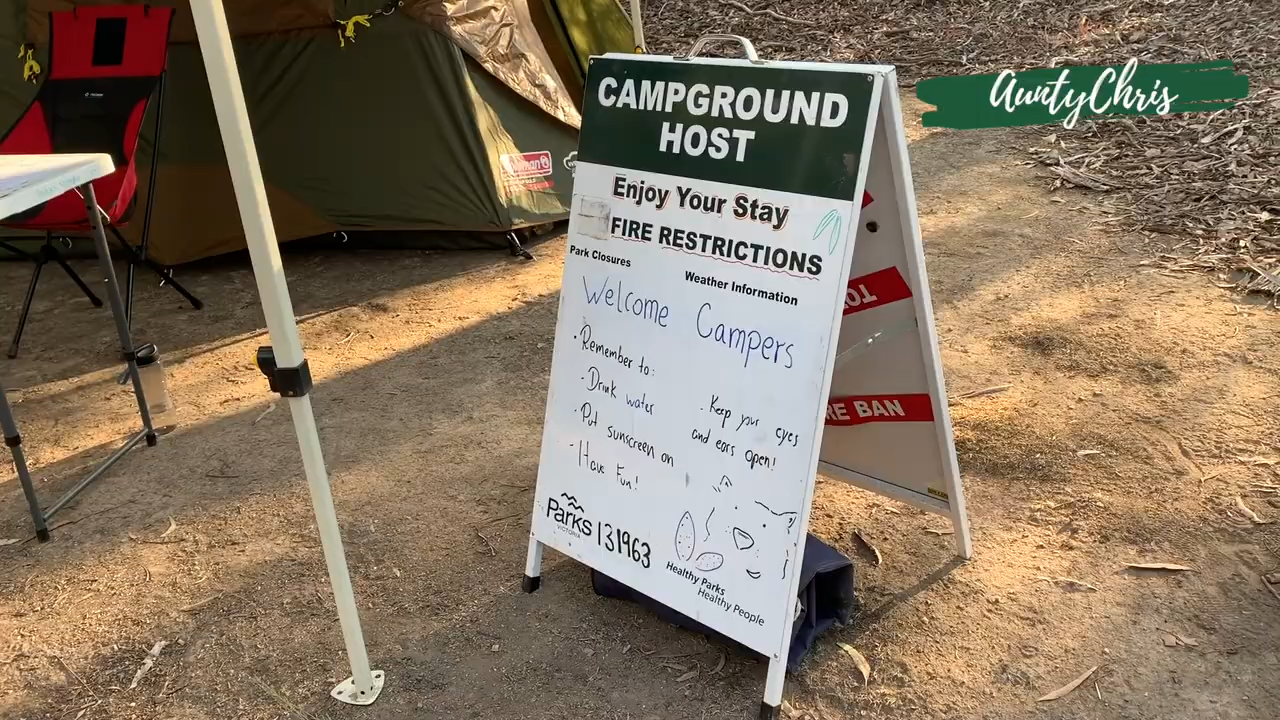 AuntyChris
CAMPGROUND
HOST
Enjoy Your Stay
FIRE RESTRICTIONS
Park Closures
Weather Information
Welcome Campers
· Remember to:
- Drink water
· Put sunscreen on
- Have Fun!
- Keep your eyes
and ears open!
Parks
VICTORIA
131963
Healthy Parks
Healthy People
RE BAN